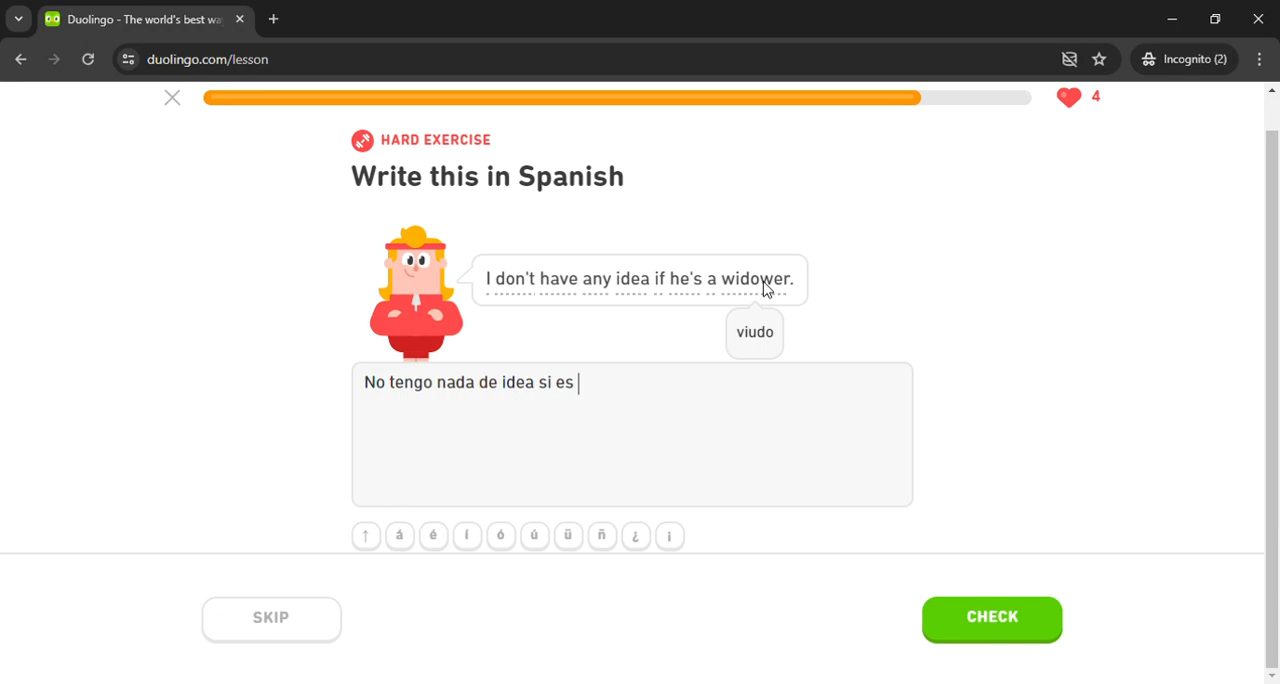 Duolingo - The world's best wa
duolingo.com/lesson
Incognito (2)
4
HARD EXERCISE
Write this in Spanish
I don't have any idea if he's a widower.
viudo
No tengo nada de idea si es
↑ á é í ó ú ü ñ ¿ ¡
SKIP
CHECK